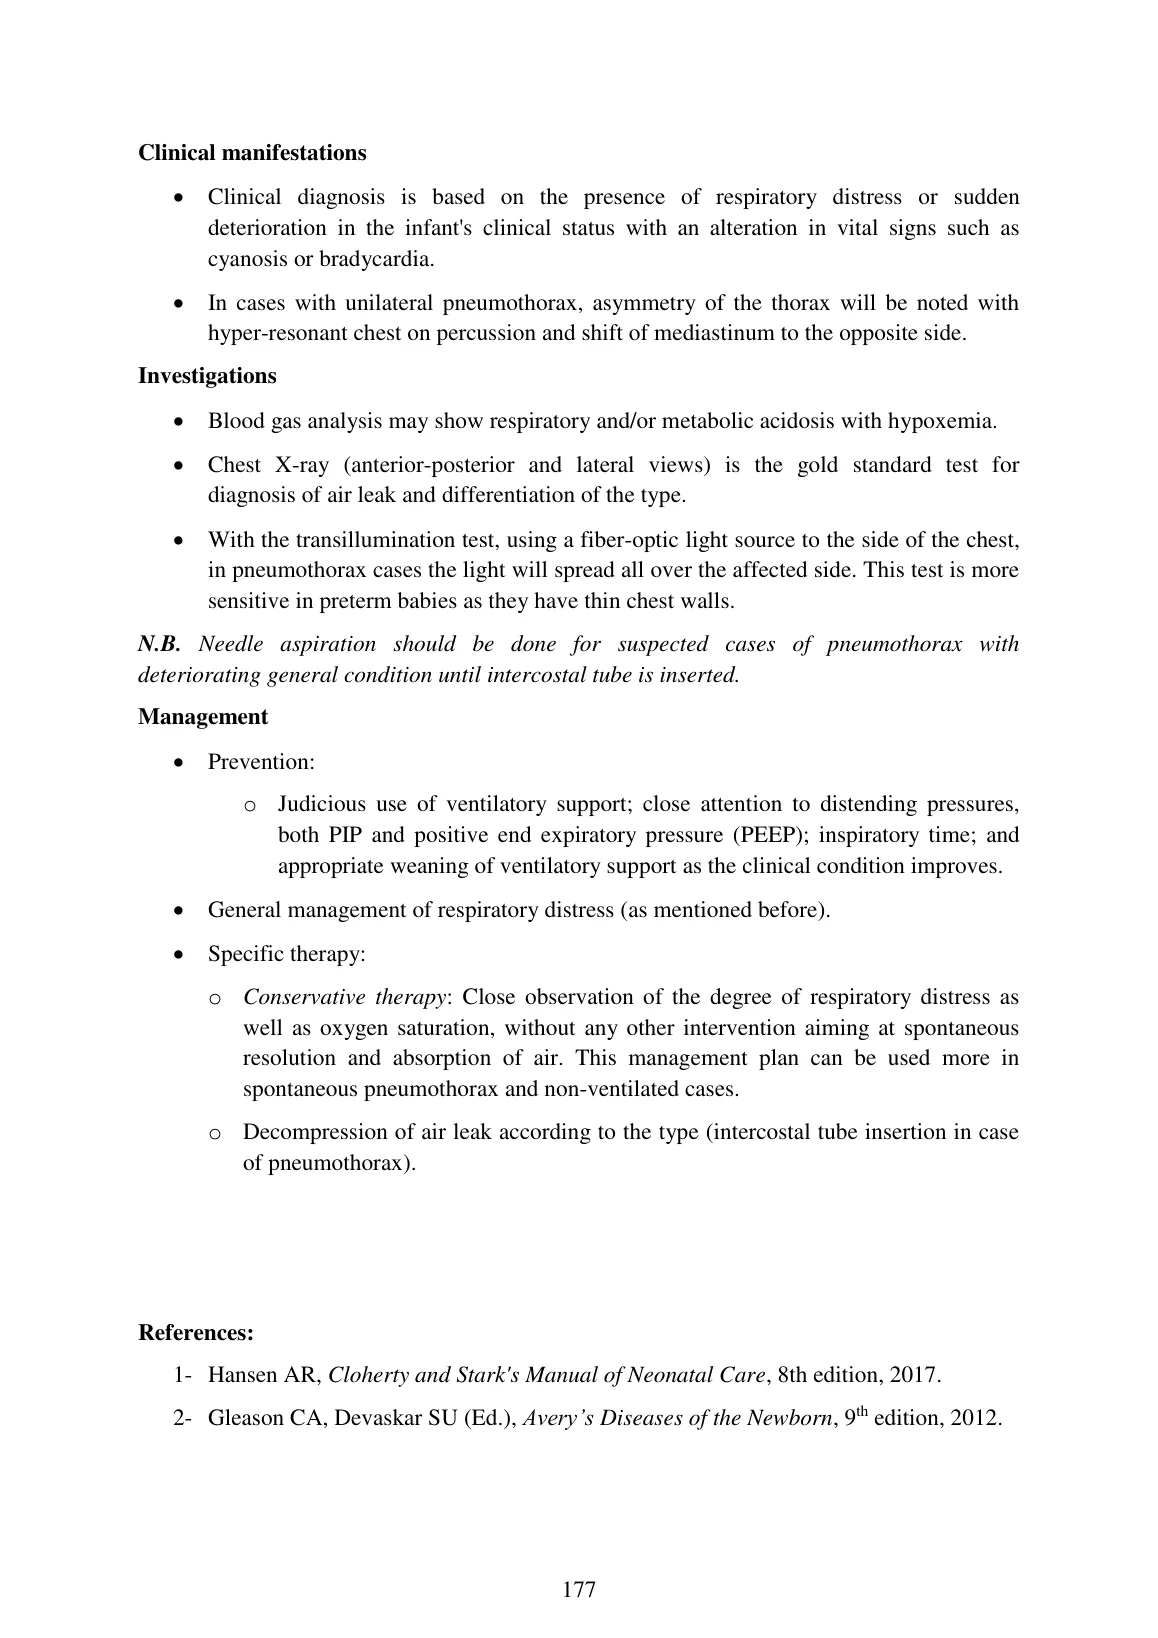 Clinical manifestations
• Clinical diagnosis is based on the presence of respiratory distress or sudden
deterioration in the infant's clinical status with an alteration in vital signs such as
cyanosis or bradycardia.
• In cases with unilateral pneumothorax, asymmetry of the thorax will be noted with
hyper-resonant chest on percussion and shift of mediastinum to the opposite side.
Investigations
• Blood gas analysis may show respiratory and/or metabolic acidosis with hypoxemia.
• Chest X-ray (anterior-posterior and lateral views) is the gold standard test for
diagnosis of air leak and differentiation of the type.
• With the transillumination test, using a fiber-optic light source to the side of the chest,
in pneumothorax cases the light will spread all over the affected side. This test is more
sensitive in preterm babies as they have thin chest walls.
N.B. Needle aspiration should be done for suspected cases of pneumothorax with
deteriorating general condition until intercostal tube is inserted.
Management
• Prevention:
o Judicious use of ventilatory support; close attention to distending pressures,
both PIP and positive end expiratory pressure (PEEP); inspiratory time; and
appropriate weaning of ventilatory support as the clinical condition improves.
• General management of respiratory distress (as mentioned before).
• Specific therapy:
o Conservative therapy: Close observation of the degree of respiratory distress as
well as oxygen saturation, without any other intervention aiming at spontaneous
resolution and absorption of air. This management plan can be used more in
spontaneous pneumothorax and non-ventilated cases.
o Decompression of air leak according to the type (intercostal tube insertion in case
of pneumothorax).
References:
1- Hansen AR, Cloherty and Stark's Manual of Neonatal Care, 8th edition, 2017.
2- Gleason CA, Devaskar SU (Ed.), Avery’s Diseases of the Newborn, 9th edition, 2012.
177